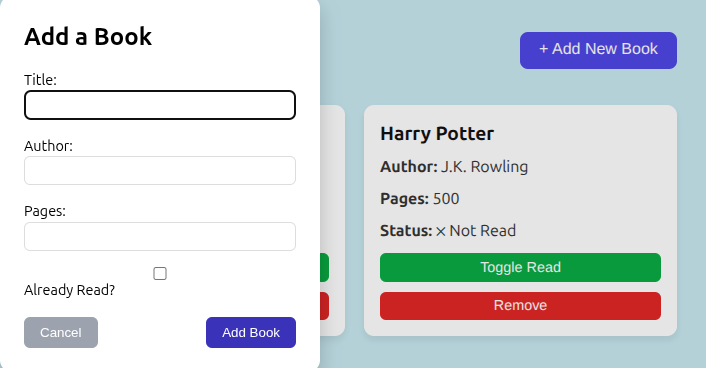 Add a Book
Title:
Author:
Pages:
Already Read?
Cancel
Add Book
+ Add New Book
Harry Potter
Author: J.K. Rowling
Pages: 500
Status: × Not Read
Toggle Read
Remove